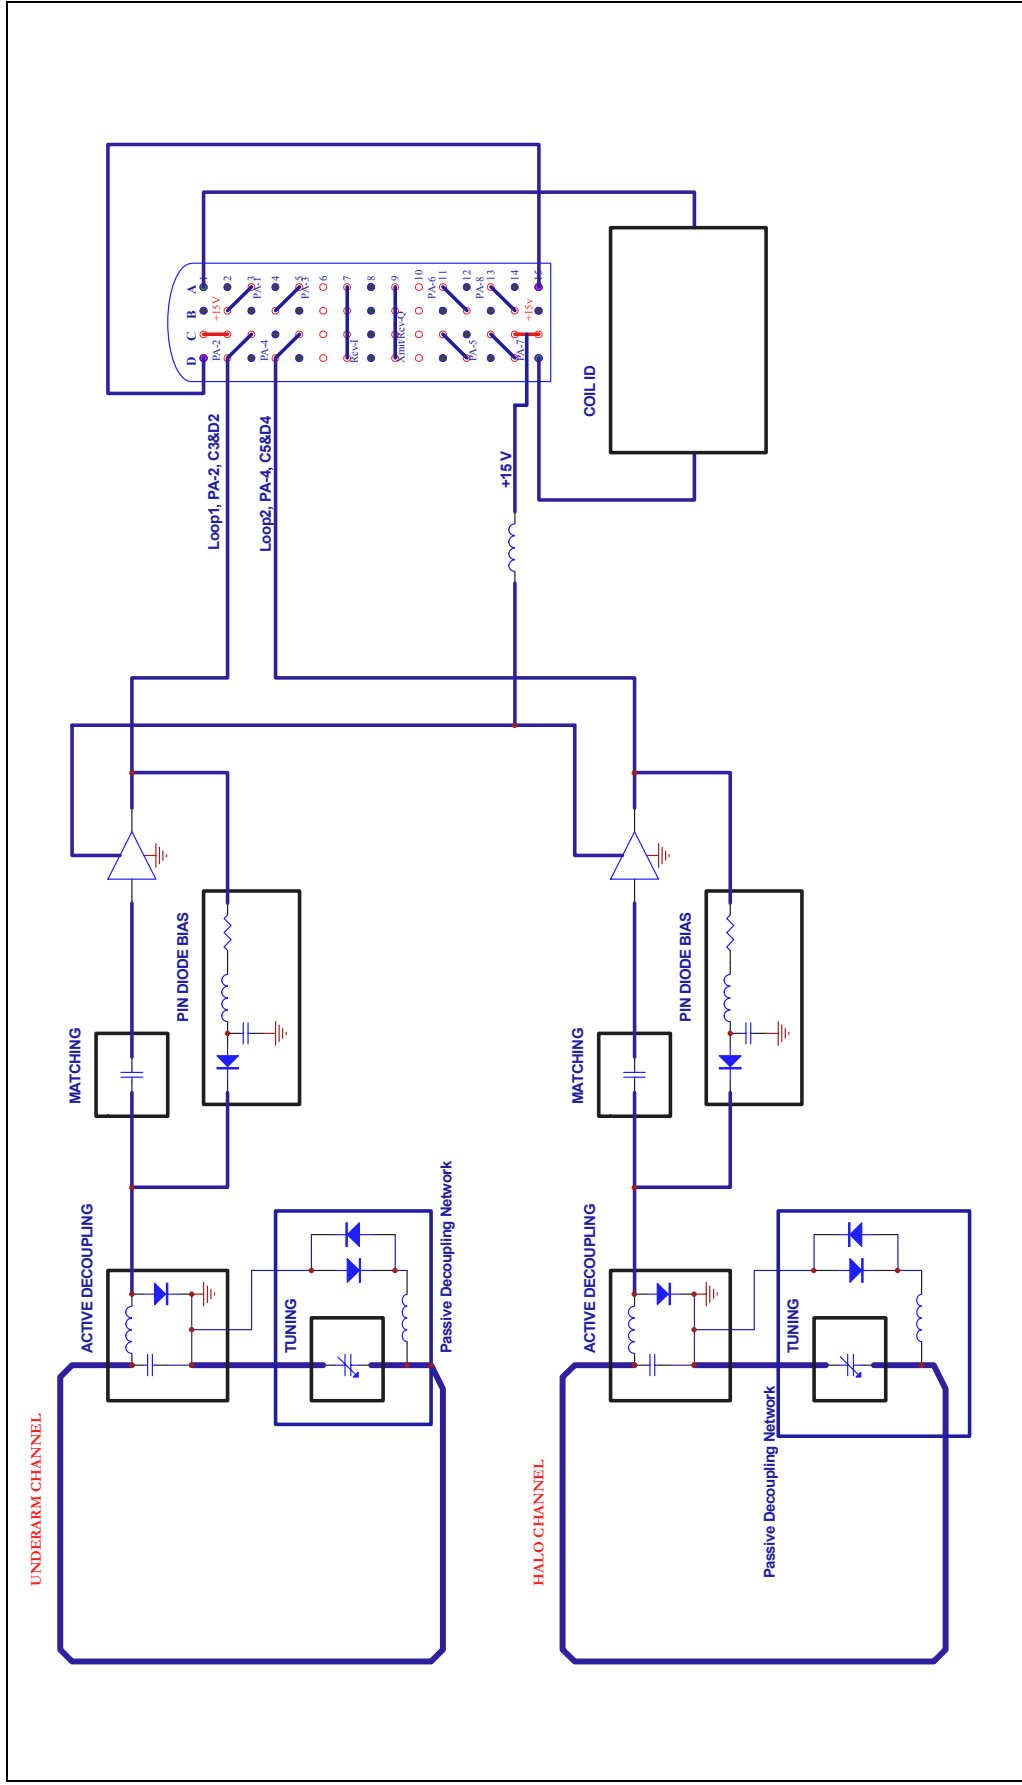 A
B
C
D
1
2
3
4
5
6
7
8
9
10
11
12
13
14
15
+15V
PA-1
PA-2
PA-3
PA-4
Rcv-I
Xmit/Rcv-Q
PA-6
PA-5
PA-8
PA-7
+15v
COIL ID
Loop1, PA-2, C3&D2
Loop2, PA-4, C5&D4
+15 V
PIN DIODE BIAS
MATCHING
ACTIVE DECOUPLING
TUNING
Passive Decoupling Network
UNDERARM CHANNEL
PIN DIODE BIAS
MATCHING
ACTIVE DECOUPLING
TUNING
Passive Decoupling Network
HALO CHANNEL